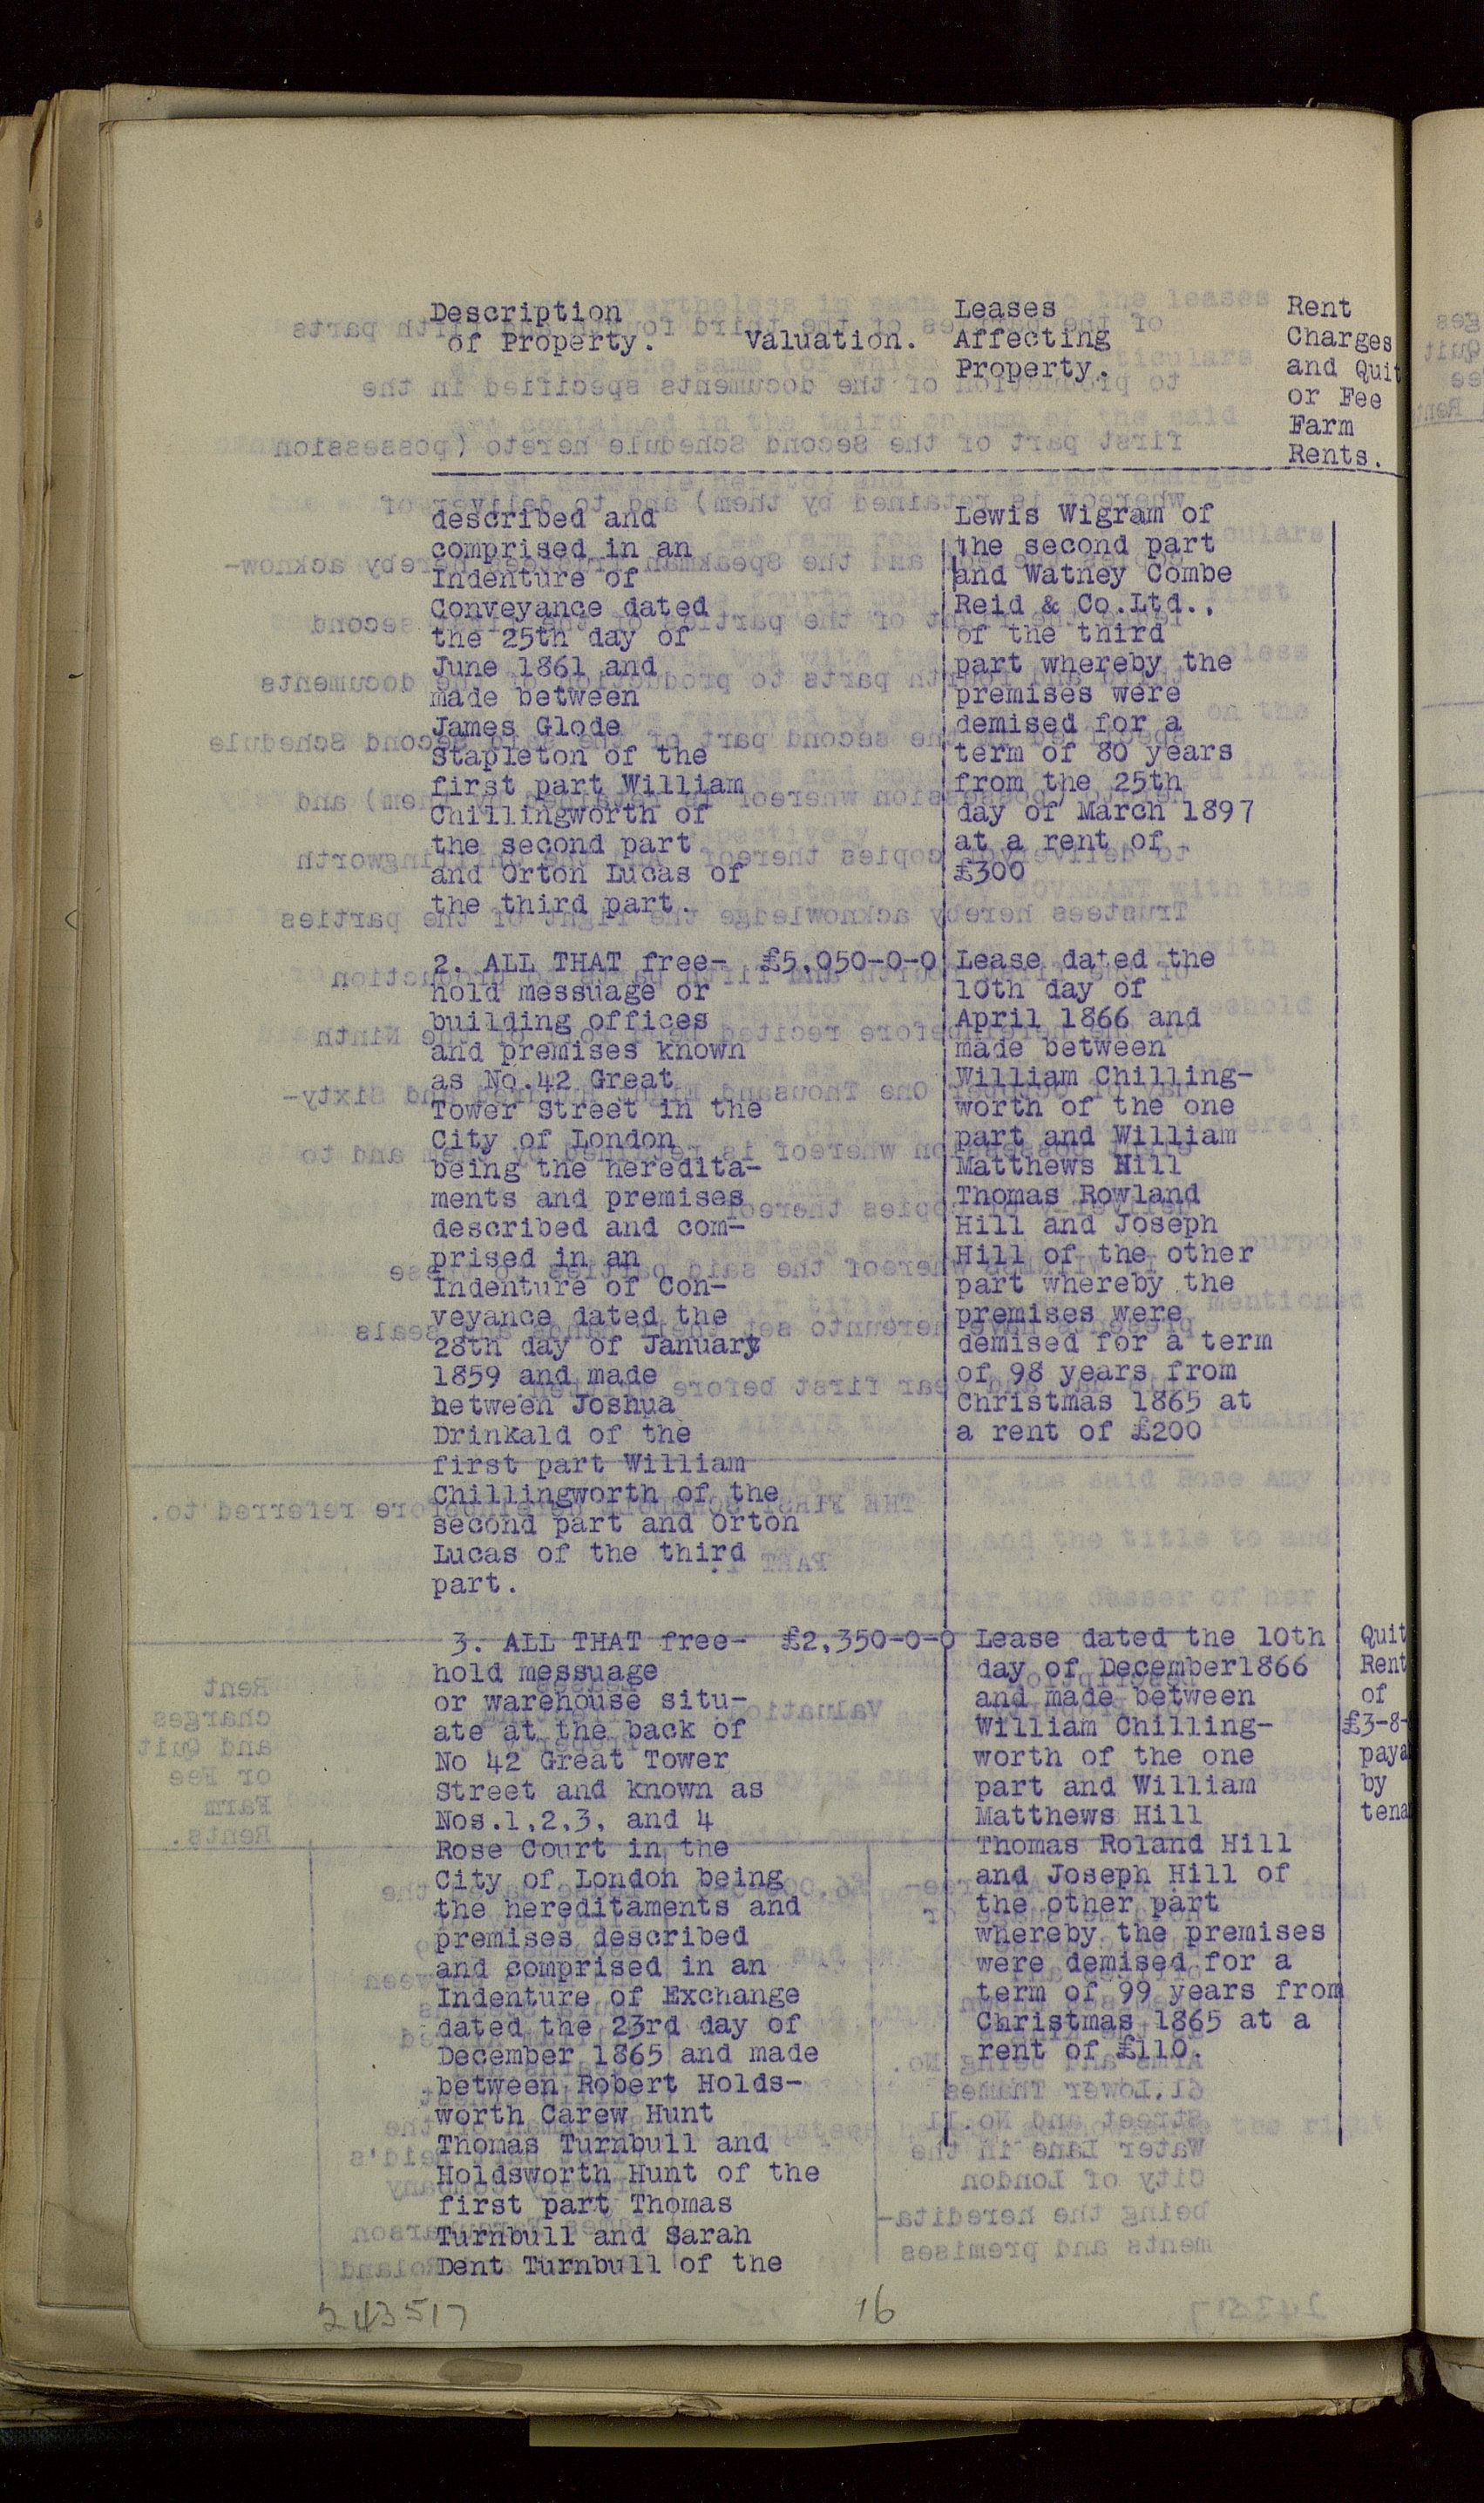 Description
of Property.
Valuation.
Leases
Affecting
Property.
Rent
Charges
and Quit
or Fee
Farm
Rents.
described and
comprised in an
Indenture of
Conveyance dated
the 25th day of
June 1861 and
made between
James Glode
Stapleton of the
first part William
Chillingworth of
the second part
and Orton Lucas of
the third part.
Lewis Wigram of
the second part
and Watney Combe
Reid & Co.Ltd.,
of the third
part whereby the
premises were
demised for a
term of 80 years
from the 25th
day of March 1897
at a rent of
£300
2. ALL THAT free-
hold messuage or
building offices
and premises known
as No.42 Great
Tower Street in the
City of London
being the heredita-
ments and premises
described and com-
prised in an
Indenture of Con-
veyance dated the
28th day of January
1859 and made
between Joshua
Drinkald of the
first part William
Chillingworth of the
second part and Orton
Lucas of the third
part.
£5,050-0-0
Lease dated the
10th day of
April 1866 and
made between
William Chilling-
worth of the one
part and William
Matthews Hill
Thomas Rowland
Hill and Joseph
Hill of the other
part whereby the
premises were
demised for a term
of 98 years from
Christmas 1865 at
a rent of £200
3. ALL THAT free-
hold messuage
or warehouse situ-
ate at the back of
No 42 Great Tower
Street and known as
Nos.1,2,3, and 4
Rose Court in the
City of London being
the hereditaments and
premises described
and comprised in an
Indenture of Exchange
dated the 23rd day of
December 1865 and made
between Robert Holds-
worth Carew Hunt
Thomas Turnbull and
Holdsworth Hunt of the
first part Thomas
Turnbull and Sarah
Dent Turnbull of the
£2,350-0-0
Lease dated the 10th
day of December1866
and made between
William Chilling-
worth of the one
part and William
Matthews Hill
Thomas Roland Hill
and Joseph Hill of
the other part
whereby the premises
were demised for a
term of 99 years from
Christmas 1865 at a
rent of £110.
Quit
Rent
of
£3-8-
paya
by
tena
243517
16